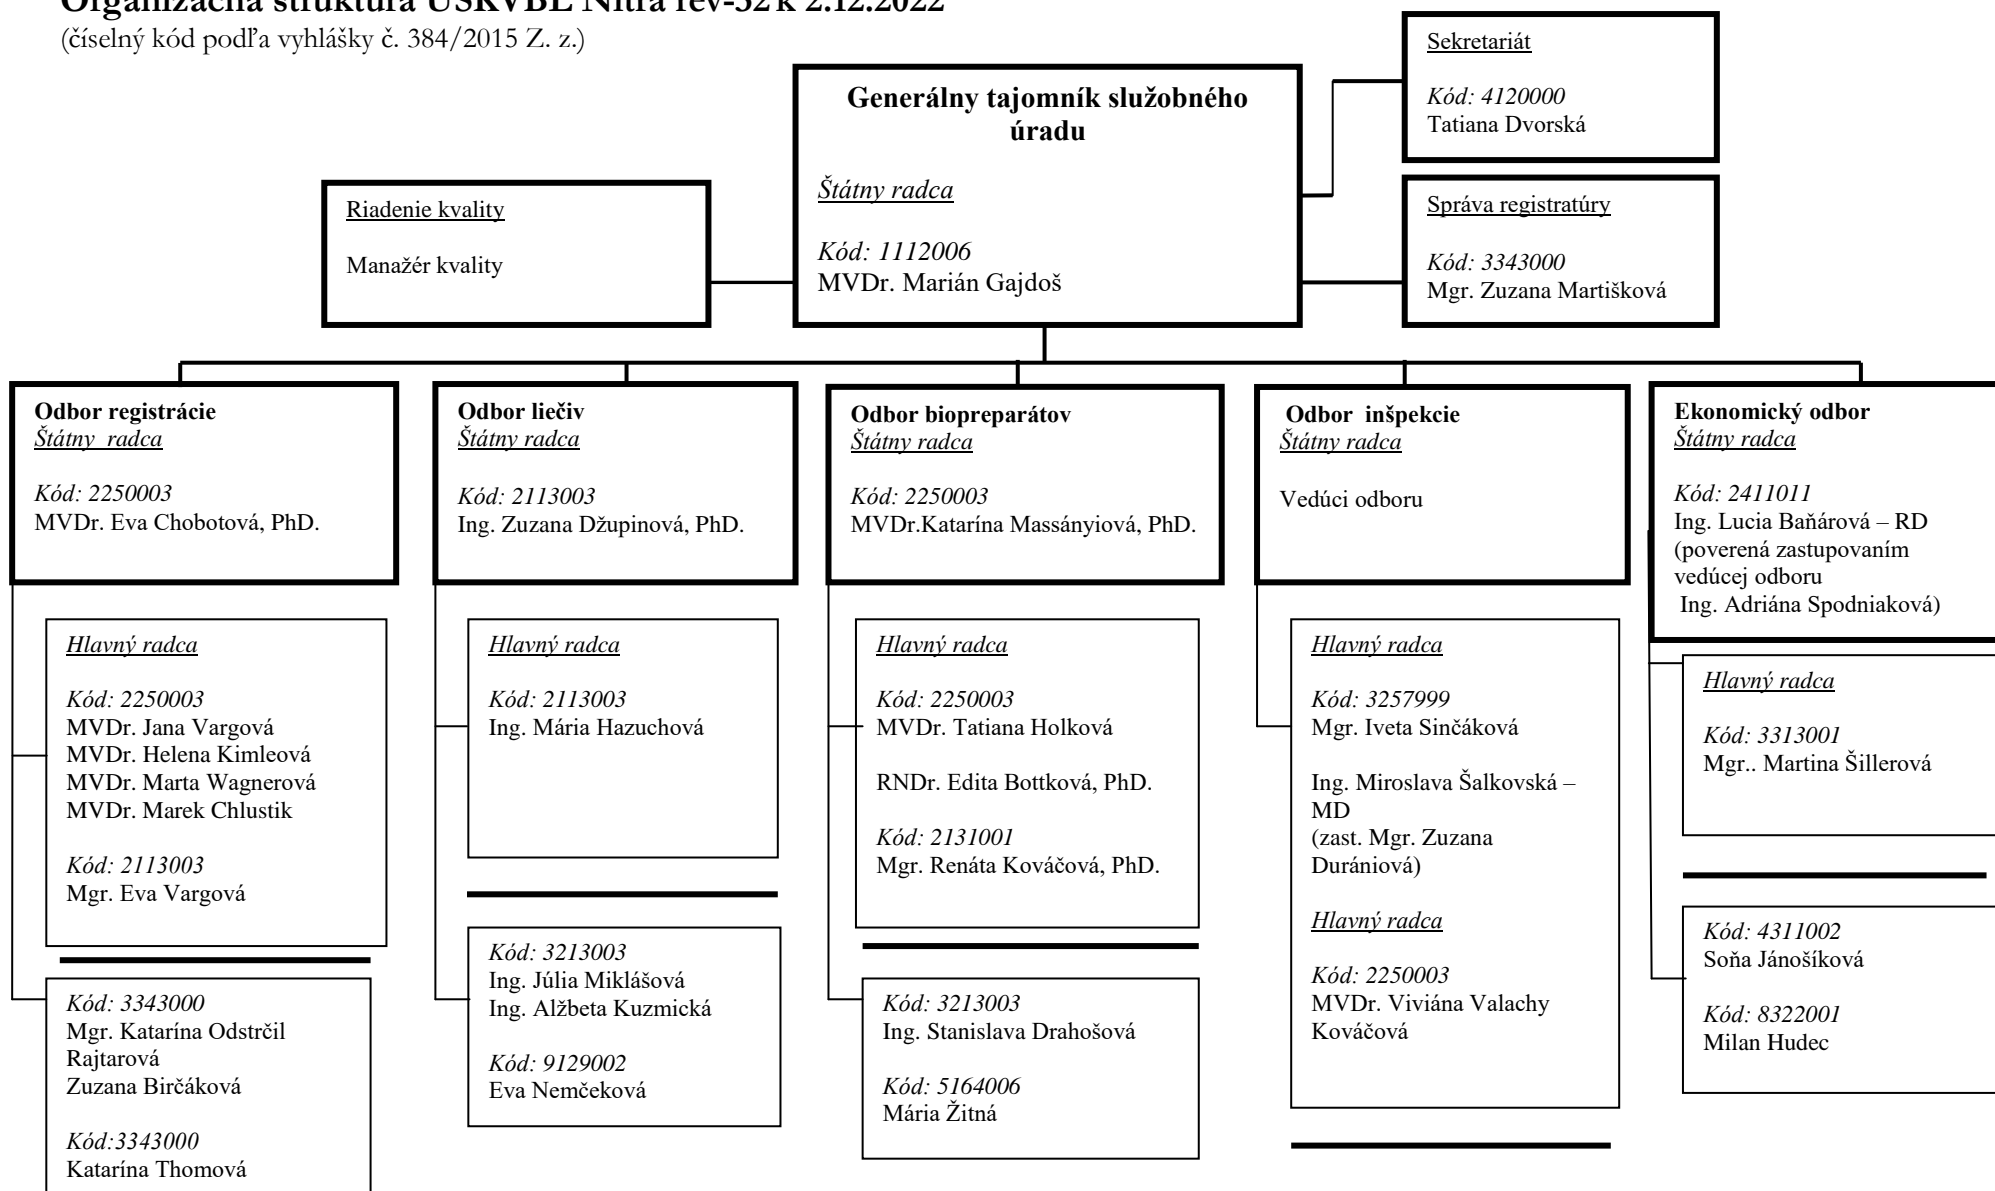 Organizačná štruktúra ÚŠKVBL Nitra rev-32 k 2.12.2022
(číselný kód podľa vyhlášky č. 384/2015 Z. z.)
Sekretariát
Kód: 4120000
Tatiana Dvorská
Generálny tajomník služobného
úradu
Štátny radca
Kód: 1112006
MVDr. Marián Gajdoš
Riadenie kvality
Manažér kvality
Správa registratúry
Kód: 3343000
Mgr. Zuzana Martišková
Odbor registrácie
Štátny radca
Kód: 2250003
MVDr. Eva Chobotová, PhD.
Hlavný radca
Kód: 2250003
MVDr. Jana Vargová
MVDr. Helena Kimleová
MVDr. Marta Wagnerová
MVDr. Marek Chlustik
Kód: 2113003
Mgr. Eva Vargová
Kód: 3343000
Mgr. Katarína Odstrčil
Rajtarová
Zuzana Birčáková
Kód:3343000
Katarína Thomová
Odbor liečiv
Štátny radca
Kód: 2113003
Ing. Zuzana Džupinová, PhD.
Hlavný radca
Kód: 2113003
Ing. Mária Hazuchová
Kód: 3213003
Ing. Júlia Miklášová
Ing. Alžbeta Kuzmická
Kód: 9129002
Eva Nemčeková
Odbor biopreparátov
Štátny radca
Kód: 2250003
MVDr.Katarína Massányiová, PhD.
Hlavný radca
Kód: 2250003
MVDr. Tatiana Holková
RNDr. Edita Bottková, PhD.
Kód: 2131001
Mgr. Renáta Kováčová, PhD.
Kód: 3213003
Ing. Stanislava Drahošová
Kód: 5164006
Mária Žitná
Odbor inšpekcie
Štátny radca
Vedúci odboru
Hlavný radca
Kód: 3257999
Mgr. Iveta Sinčáková
Ing. Miroslava Šalkovská –
MD
(zast. Mgr. Zuzana
Durániová)
Hlavný radca
Kód: 2250003
MVDr. Viviána Valachy
Kováčová
Ekonomický odbor
Štátny radca
Kód: 2411011
Ing. Lucia Baňárová – RD
(poverená zastupovaním
vedúcej odboru
Ing. Adriána Spodniaková)
Hlavný radca
Kód: 3313001
Mgr.. Martina Šillerová
Kód: 4311002
Soňa Jánošíková
Kód: 8322001
Milan Hudec